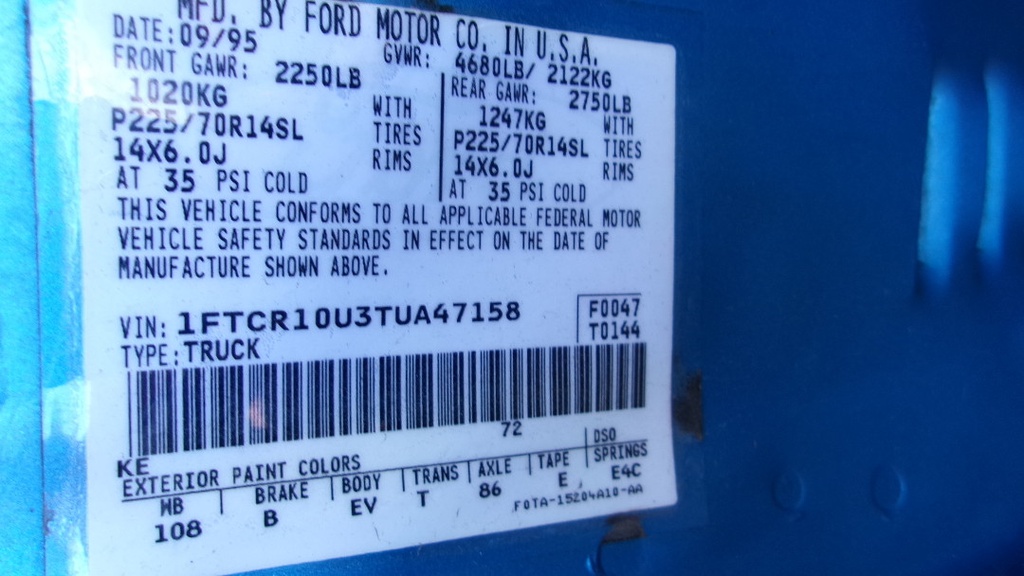 MFD. BY FORD MOTOR CO. IN U.S.A.
DATE: 09/95 GVWR: 4680LB/ 2122KG
FRONT GAWR: 2250LB REAR GAWR: 2750LB
1020KG WITH 1247KG WITH
P225/70R14SL TIRES P225/70R14SL TIRES
14X6.0J RIMS 14X6.0J RIMS
AT 35 PSI COLD AT 35 PSI COLD
THIS VEHICLE CONFORMS TO ALL APPLICABLE FEDERAL MOTOR
VEHICLE SAFETY STANDARDS IN EFFECT ON THE DATE OF
MANUFACTURE SHOWN ABOVE.
VIN: 1FTCR10U3TUA47158 F0047
TYPE: TRUCK T0144
72
KE DSO
EXTERIOR PAINT COLORS
WB BRAKE BODY TRANS AXLE TAPE SPRINGS
108 B EV T 86 E E4C
F0TA-15204A10-AA